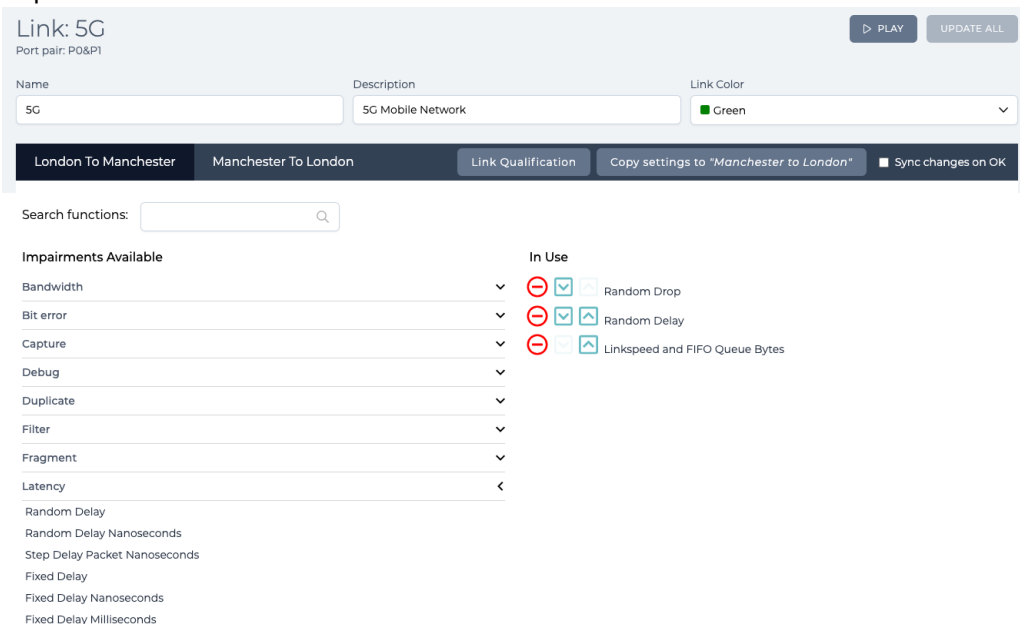 Link: 5G
Port pair: P0&P1
PLAY
UPDATE ALL
Name
Description
Link Color
5G
5G Mobile Network
Green
London To Manchester
Manchester To London
Link Qualification
Copy settings to "Manchester to London"
Sync changes on OK
Search functions:
Impairments Available
Bandwidth
Bit error
Capture
Debug
Duplicate
Filter
Fragment
Latency
Random Delay
Random Delay Nanoseconds
Step Delay Packet Nanoseconds
Fixed Delay
Fixed Delay Nanoseconds
Fixed Delay Milliseconds
In Use
Random Drop
Random Delay
Linkspeed and FIFO Queue Bytes